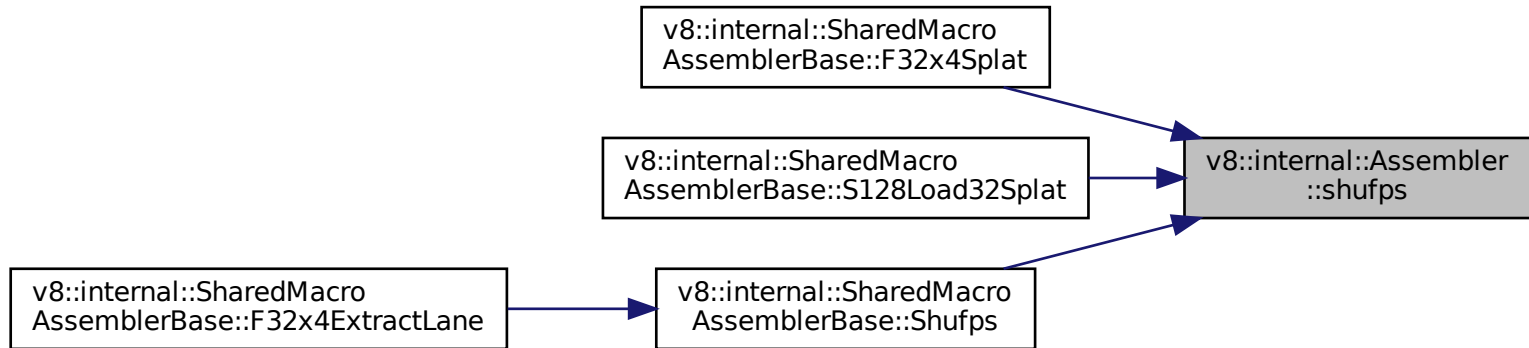 v8::internal::SharedMacro
AssemblerBase::F32x4Splat
v8::internal::SharedMacro
AssemblerBase::S128Load32Splat
v8::internal::Assembler
::shufps
v8::internal::SharedMacro
AssemblerBase::F32x4ExtractLane
v8::internal::SharedMacro
AssemblerBase::Shufps